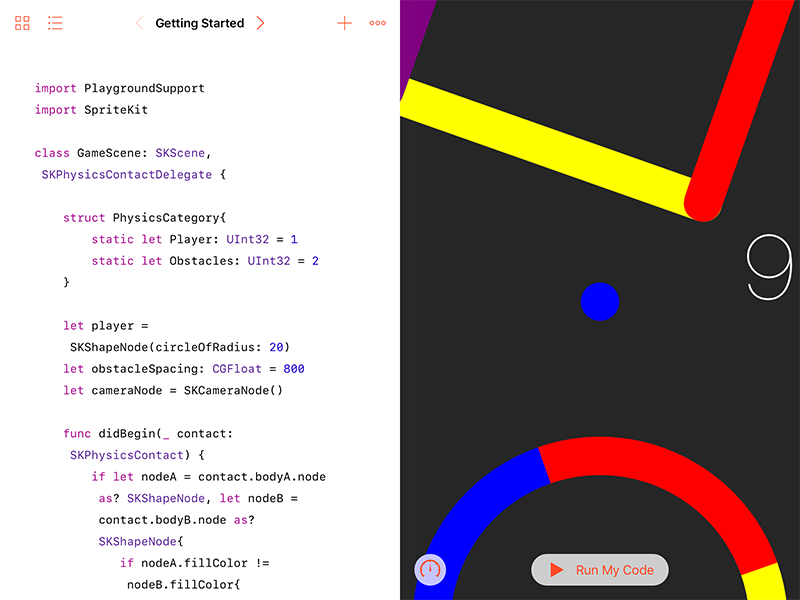 Getting Started
import PlaygroundSupport
import SpriteKit
class GameScene: SKScene,
SKPhysicsContactDelegate {
struct PhysicsCategory{
static let Player: UInt32 = 1
static let Obstacles: UInt32 = 2
}
let player =
SKShapeNode(circleOfRadius: 20)
let obstacleSpacing: CGFloat = 800
let cameraNode = SKCameraNode()
func didBegin(_ contact:
SKPhysicsContact) {
if let nodeA = contact.bodyA.node
as? SKShapeNode, let nodeB =
contact.bodyB.node as?
SKShapeNode{
if nodeA.fillColor !=
nodeB.fillColor{
9
Run My Code